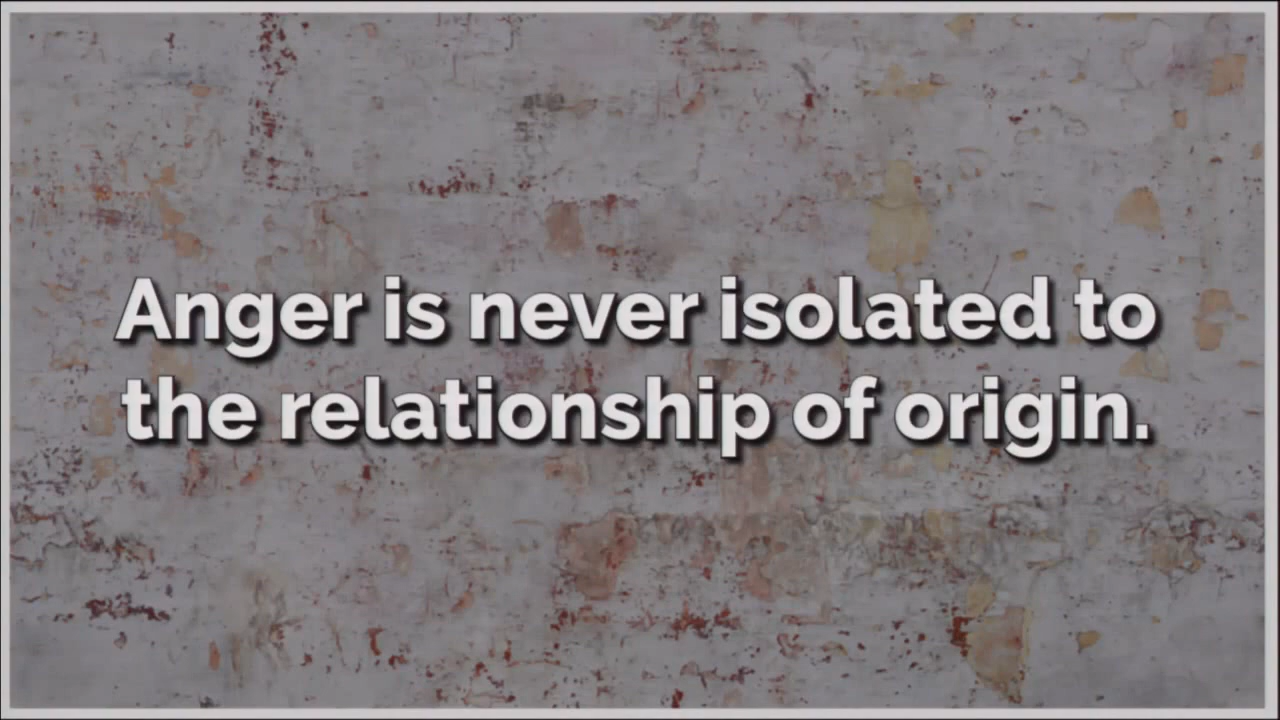 Anger is never isolated to
the relationship of origin.